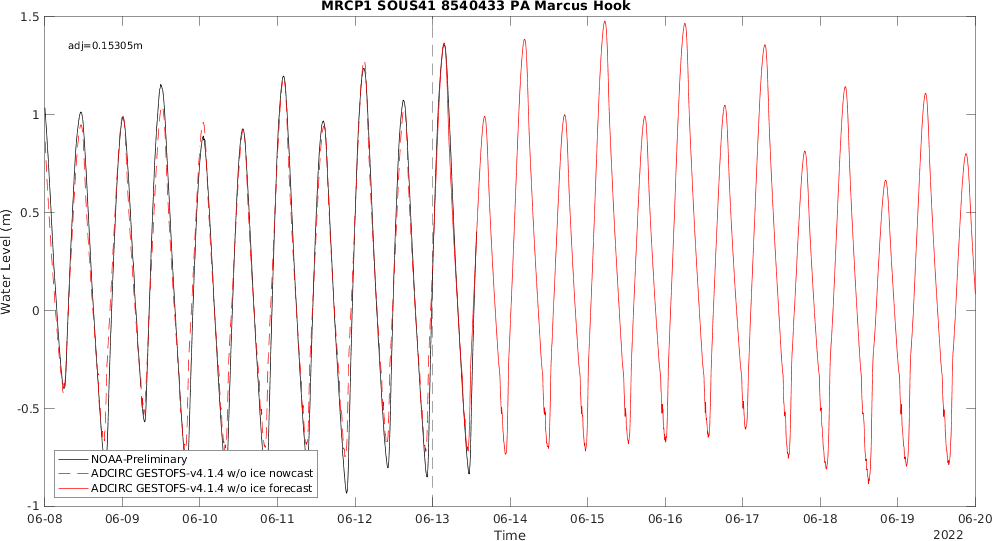 MRCP1 SOUS41 8540433 PA Marcus Hook
adj=0.15305m
1.5
1
0.5
0
-0.5
-1
Water Level (m)
NOAA-Preliminary
ADCIRC GESTOFS-v4.1.4 w/o ice nowcast
ADCIRC GESTOFS-v4.1.4 w/o ice forecast
06-08 06-09 06-10 06-11 06-12 06-13 06-14 06-15 06-16 06-17 06-18 06-19 06-20
Time
2022